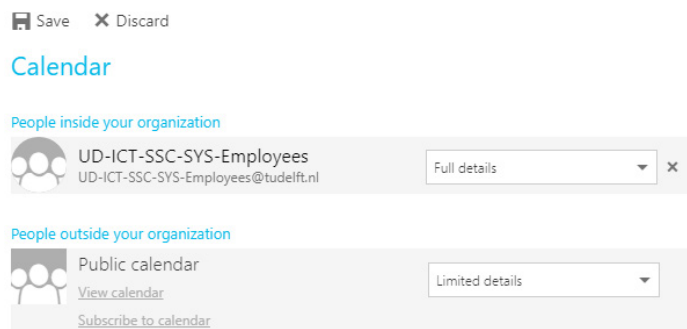 Save Discard
Calendar
People inside your organization
UD-ICT-SSC-SYS-Employees
UD-ICT-SSC-SYS-Employees@tudelft.nl
Full details
People outside your organization
Public calendar
Limited details
View calendar
Subscribe to calendar